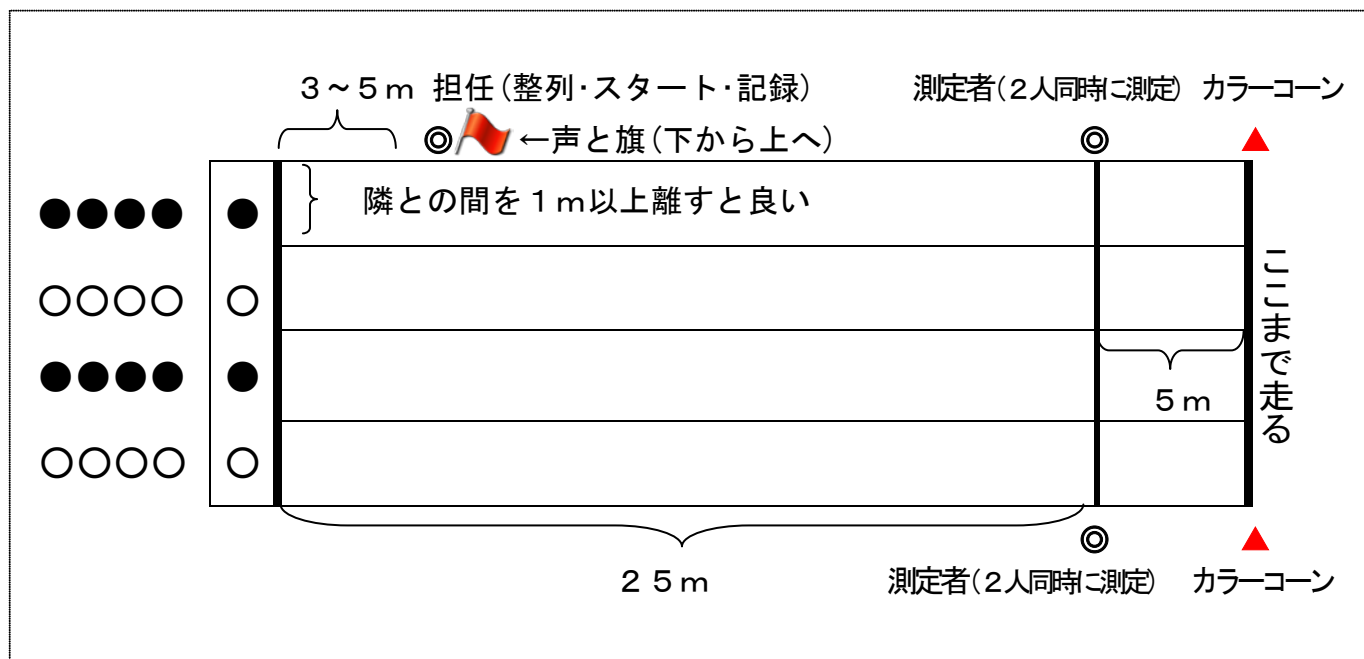 3~5m 担任(整列・スタート・記録)
測定者(2人同時に測定) カラーコーン
←声と旗(下から上へ)
隣との間を1m以上離すと良い
ここまで走る
5m
25m
測定者(2人同時に測定) カラーコーン